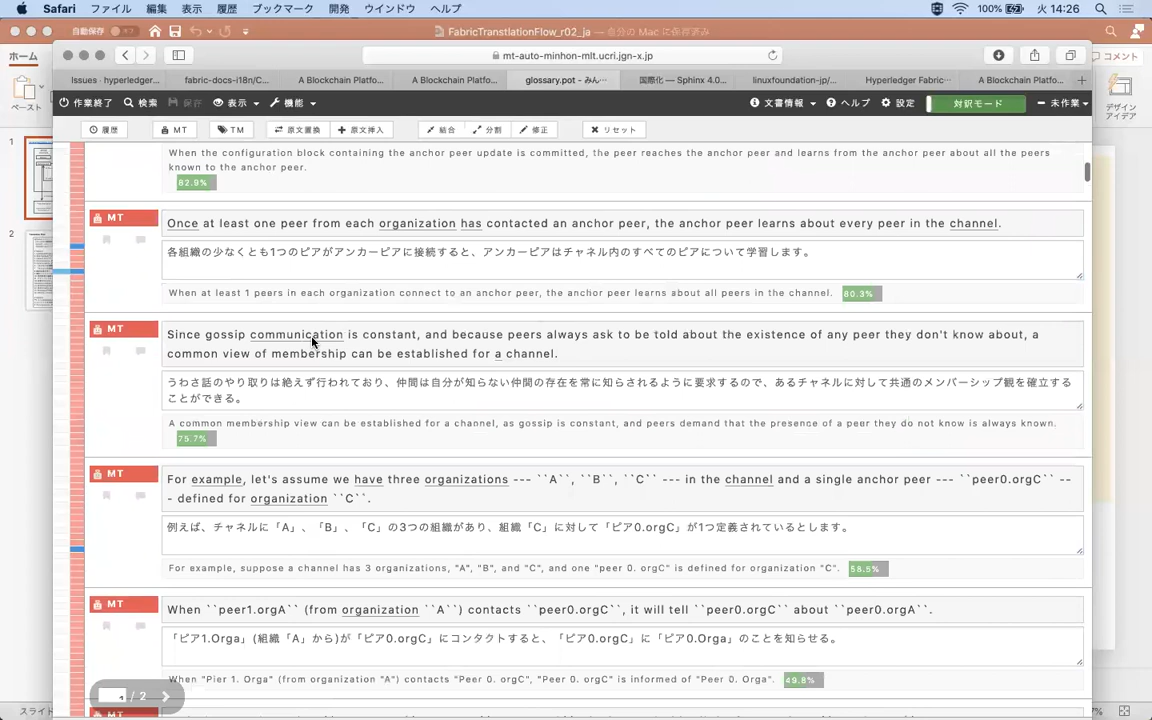 Safari ファイル 編集 表示 履歴 ブックマーク 開発 ウインドウ ヘルプ 100% 火 14:26
自動保存 FabricTranstlationFlow_r02_ja — 自分の Mac に保存済み
ホーム コメント
mt-auto-minhon-mlt.ucri.jgn-x.jp
Issues · hyperledger... fabric-docs-i18n/C... A Blockchain Platfo... A Blockchain Platfo... glossary.pot - みん... 国際化 — Sphinx 4.0... linuxfoundation-jp/... Hyperledger Fabric... A Blockchain Platfo...
ペースト
デザイン
アイデア
作業終了 検索 保存 表示 機能 文書情報 ヘルプ 設定 対訳モード 未作業
履歴 MT TM 原文置換 原文挿入 結合 分割 修正 リセット
1
2
When the configuration block containing the anchor peer update is committed, the peer reaches the anchor peer and learns from the anchor peer about all the peers
known to the anchor peer.
82.9%
MT
Once at least one peer from each organization has contacted an anchor peer, the anchor peer learns about every peer in the channel.
各組織の少なくとも1つのピアがアンカーピアに接続すると、アンカーピアはチャネル内のすべてのピアについて学習します。
When at least 1 peers in each organization connect to an anchor peer, the anchor peer learns about all peers in the channel. 80.3%
MT
Since gossip communication is constant, and because peers always ask to be told about the existence of any peer they don't know about, a
common view of membership can be established for a channel.
うわさ話のやり取りは絶えず行われており、仲間は自分が知らない仲間の存在を常に知らされるように要求するので、あるチャネルに対して共通のメンバーシップ観を確立する
ことができる。
A common membership view can be established for a channel, as gossip is constant, and peers demand that the presence of a peer they do not know is always known.
75.7%
MT
For example, let's assume we have three organizations --- ``A``, ``B``, ``C`` --- in the channel and a single anchor peer --- ``peer0.orgC`` --
- defined for organization ``C``.
例えば、チャネルに「A」、「B」、「C」の3つの組織があり、組織「C」に対して「ピア0.orgC」が1つ定義されているとします。
For example, suppose a channel has 3 organizations, "A", "B", and "C", and one "peer 0. orgC" is defined for organization "C". 58.5%
MT
When ``peer1.orgA`` (from organization ``A``) contacts ``peer0.orgC``, it will tell ``peer0.orgC`` about ``peer0.orgA``.
「ピア1.Orga」(組織「A」から)が「ピア0.orgC」にコンタクトすると、「ピア0.orgC」に「ピア0.Orga」のことを知らせる。
When "Pier 1. Orga" (from organization "A") contacts "Peer 0. orgC", "Peer 0. orgC" is informed of "Peer 0. Orga". 49.8%
/ 2
MT